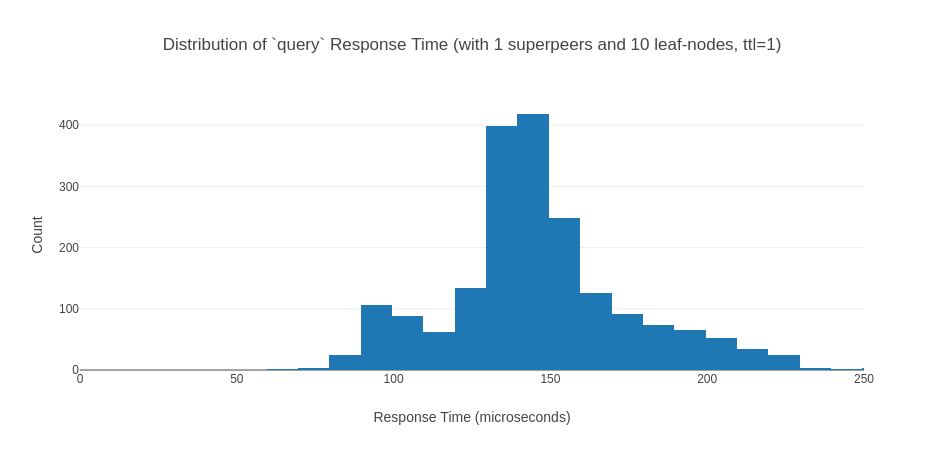 Distribution of `query` Response Time (with 1 superpeers and 10 leaf-nodes, ttl=1)
400
300
200
100
0
Count
0 50 100 150 200 250
Response Time (microseconds)